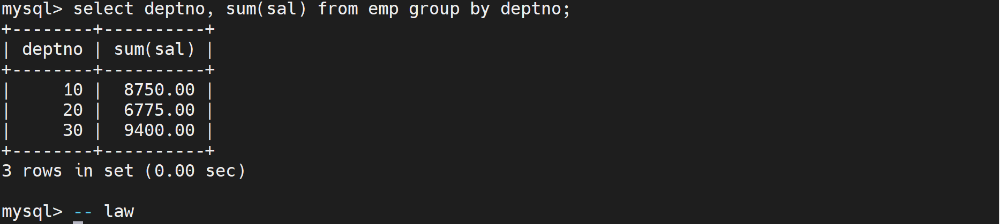 mysql> select deptno, sum(sal) from emp group by deptno;
+--------+----------+
| deptno | sum(sal) |
+--------+----------+
|     10 |  8750.00 |
|     20 |  6775.00 |
|     30 |  9400.00 |
+--------+----------+
3 rows in set (0.00 sec)

mysql> -- law